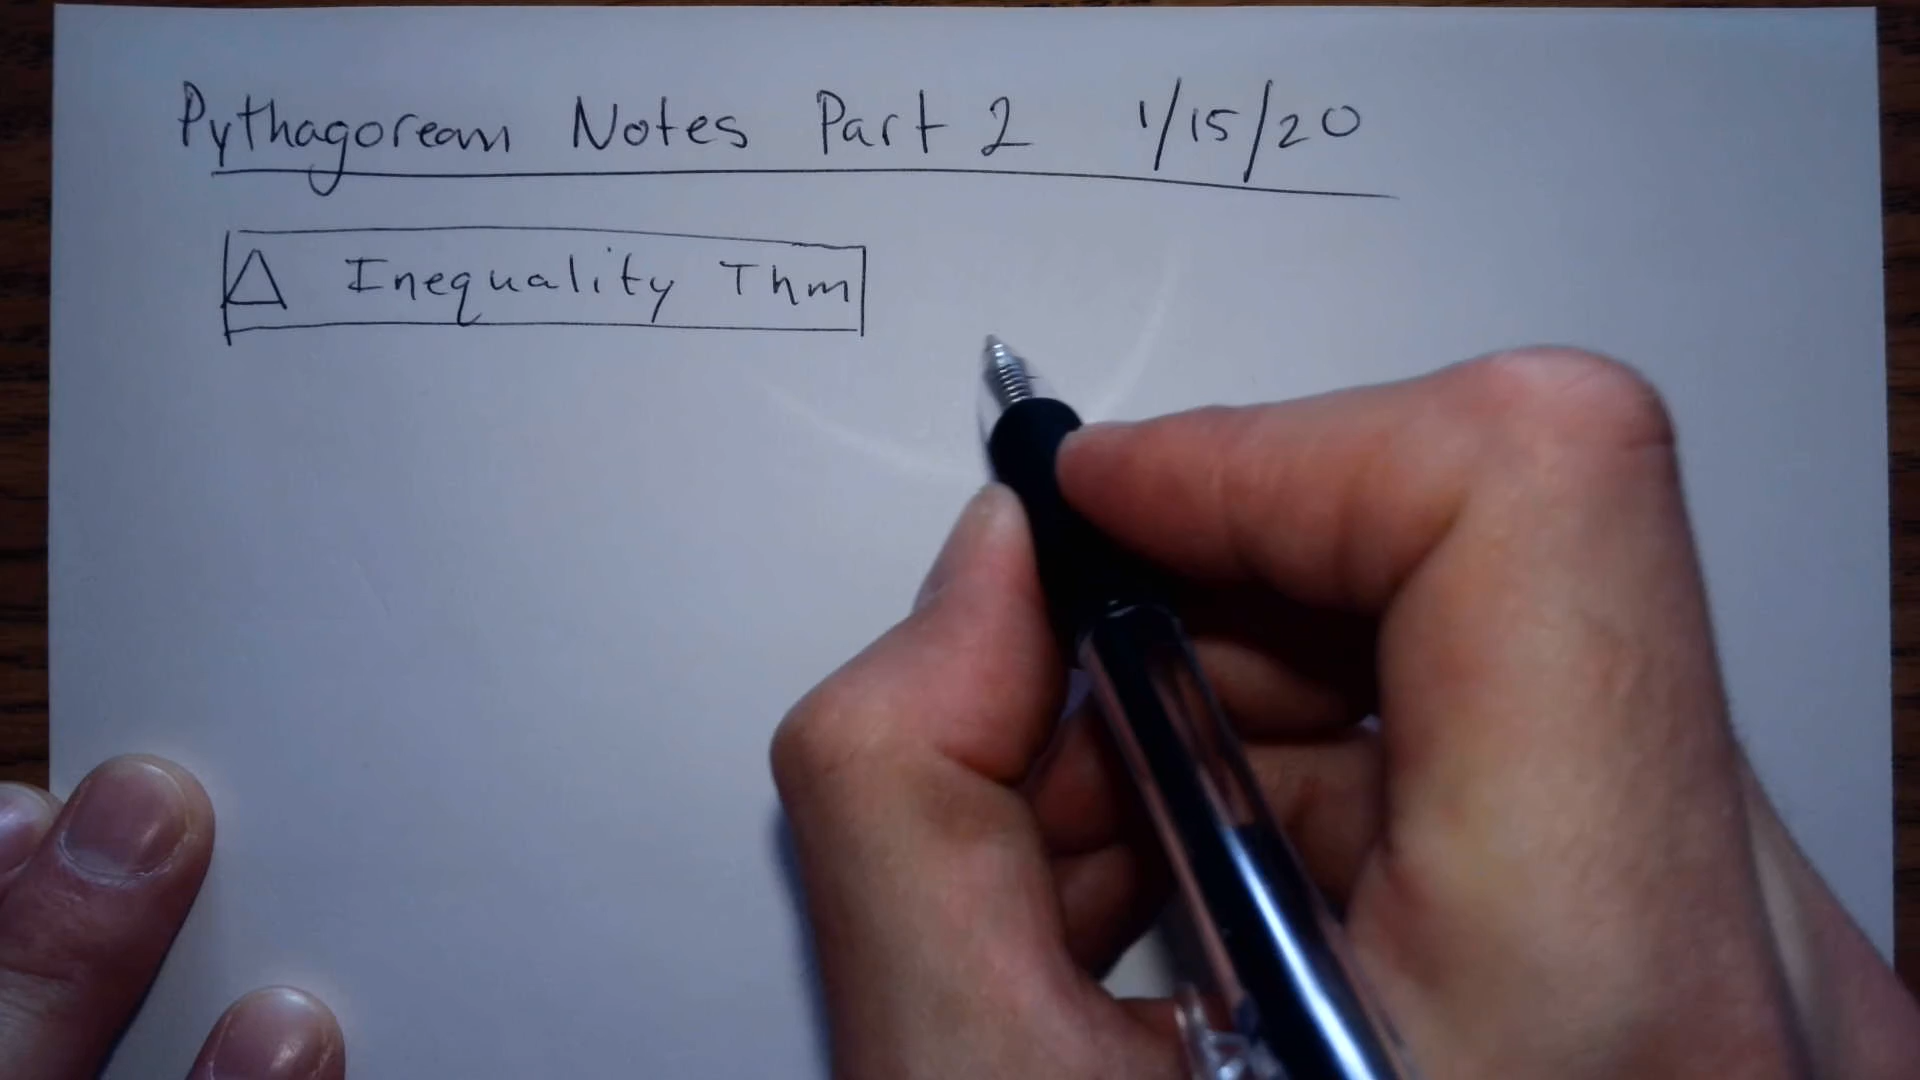 Pythagorean Notes Part 2 1/15/20
Δ Inequality Thm